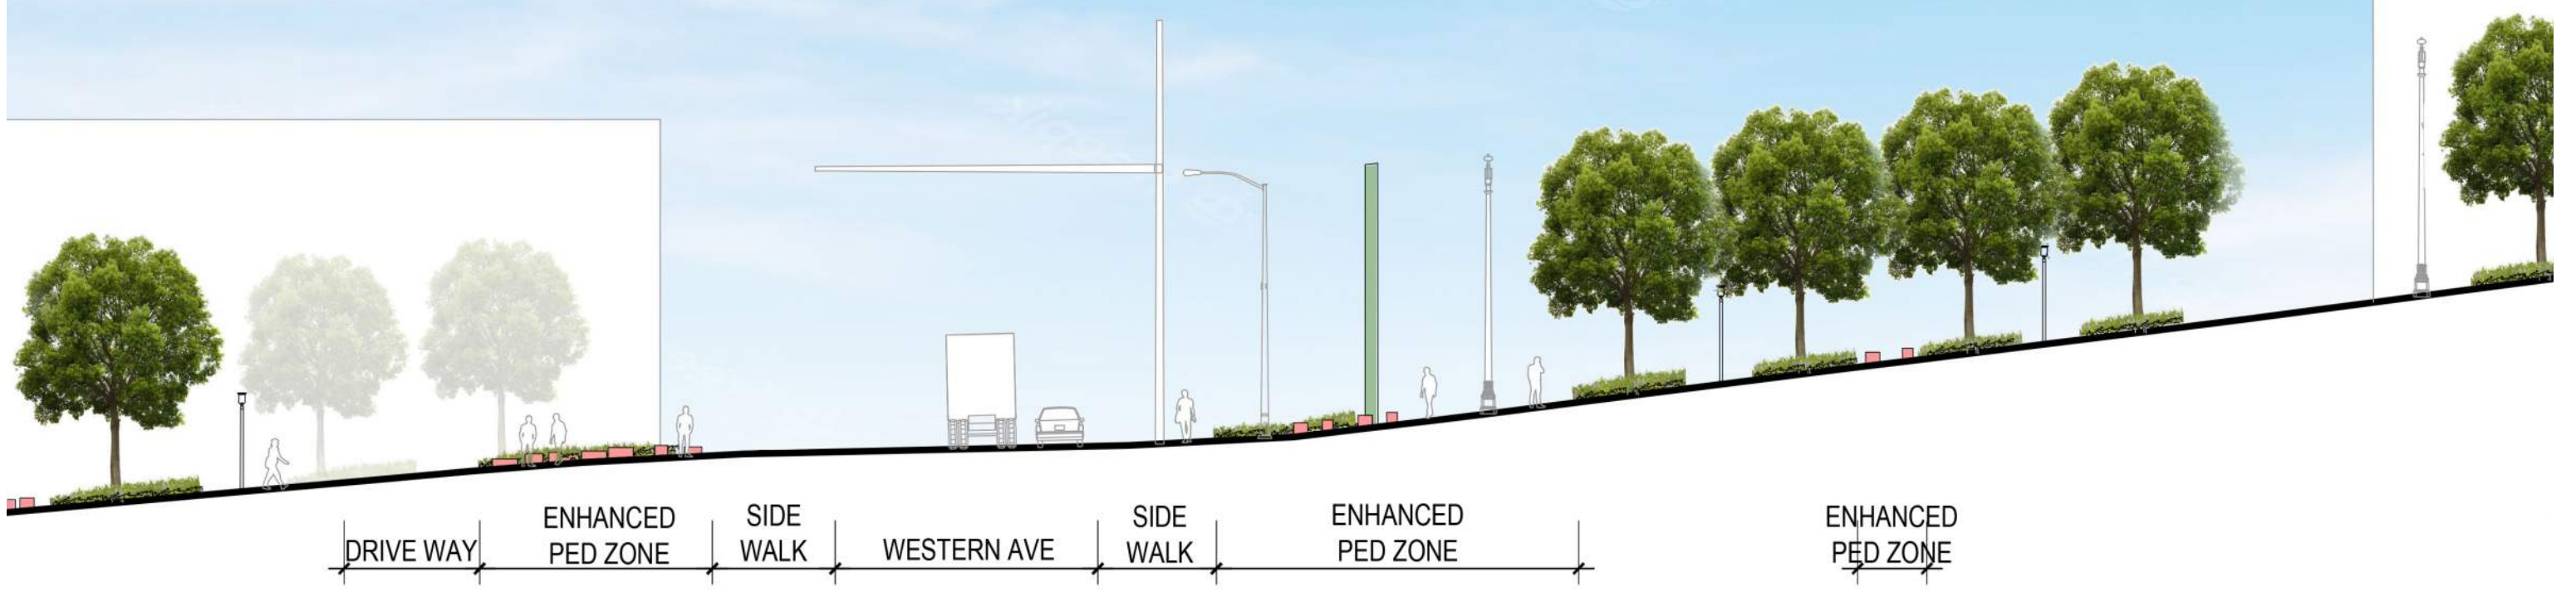 DRIVE WAY
ENHANCED
PED ZONE
SIDE
WALK
WESTERN AVE
SIDE
WALK
ENHANCED
PED ZONE
ENHANCED
PED ZONE